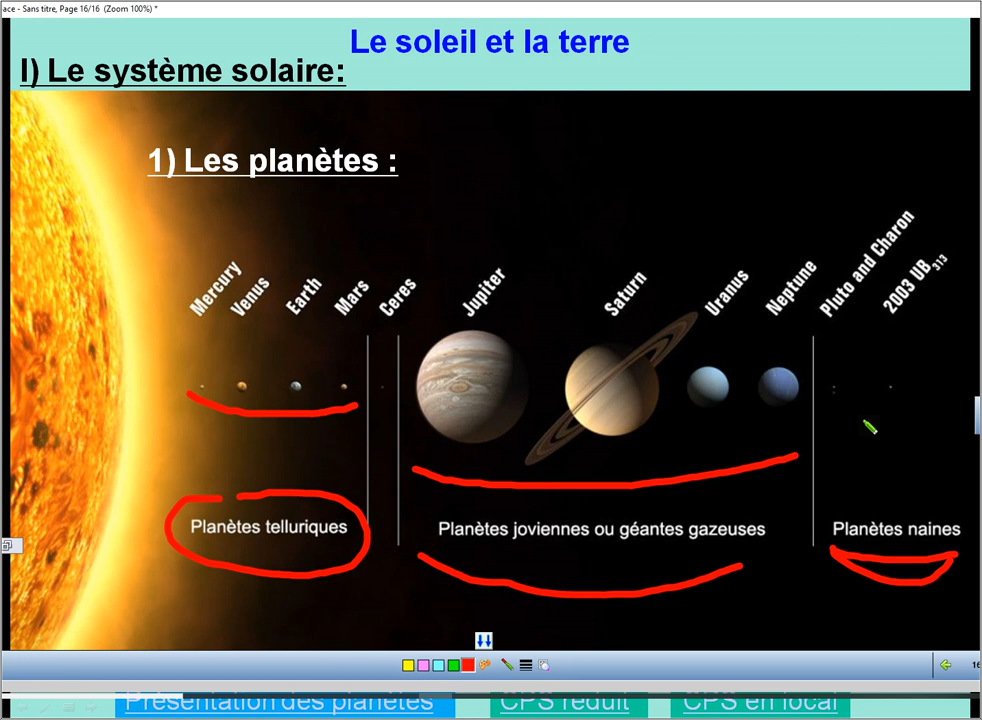 ace - Sans titre, Page 16/16 (Zoom 100%) *
Le soleil et la terre
I) Le système solaire:
1) Les planètes :
Mercury
Venus
Earth
Mars
Ceres
Jupiter
Saturn
Uranus
Neptune
Pluto and Charon
2003 UB313
Planètes telluriques
Planètes joviennes ou géantes gazeuses
Planètes naines
16
Présentation des planètes
CPS réduit
CPS en local